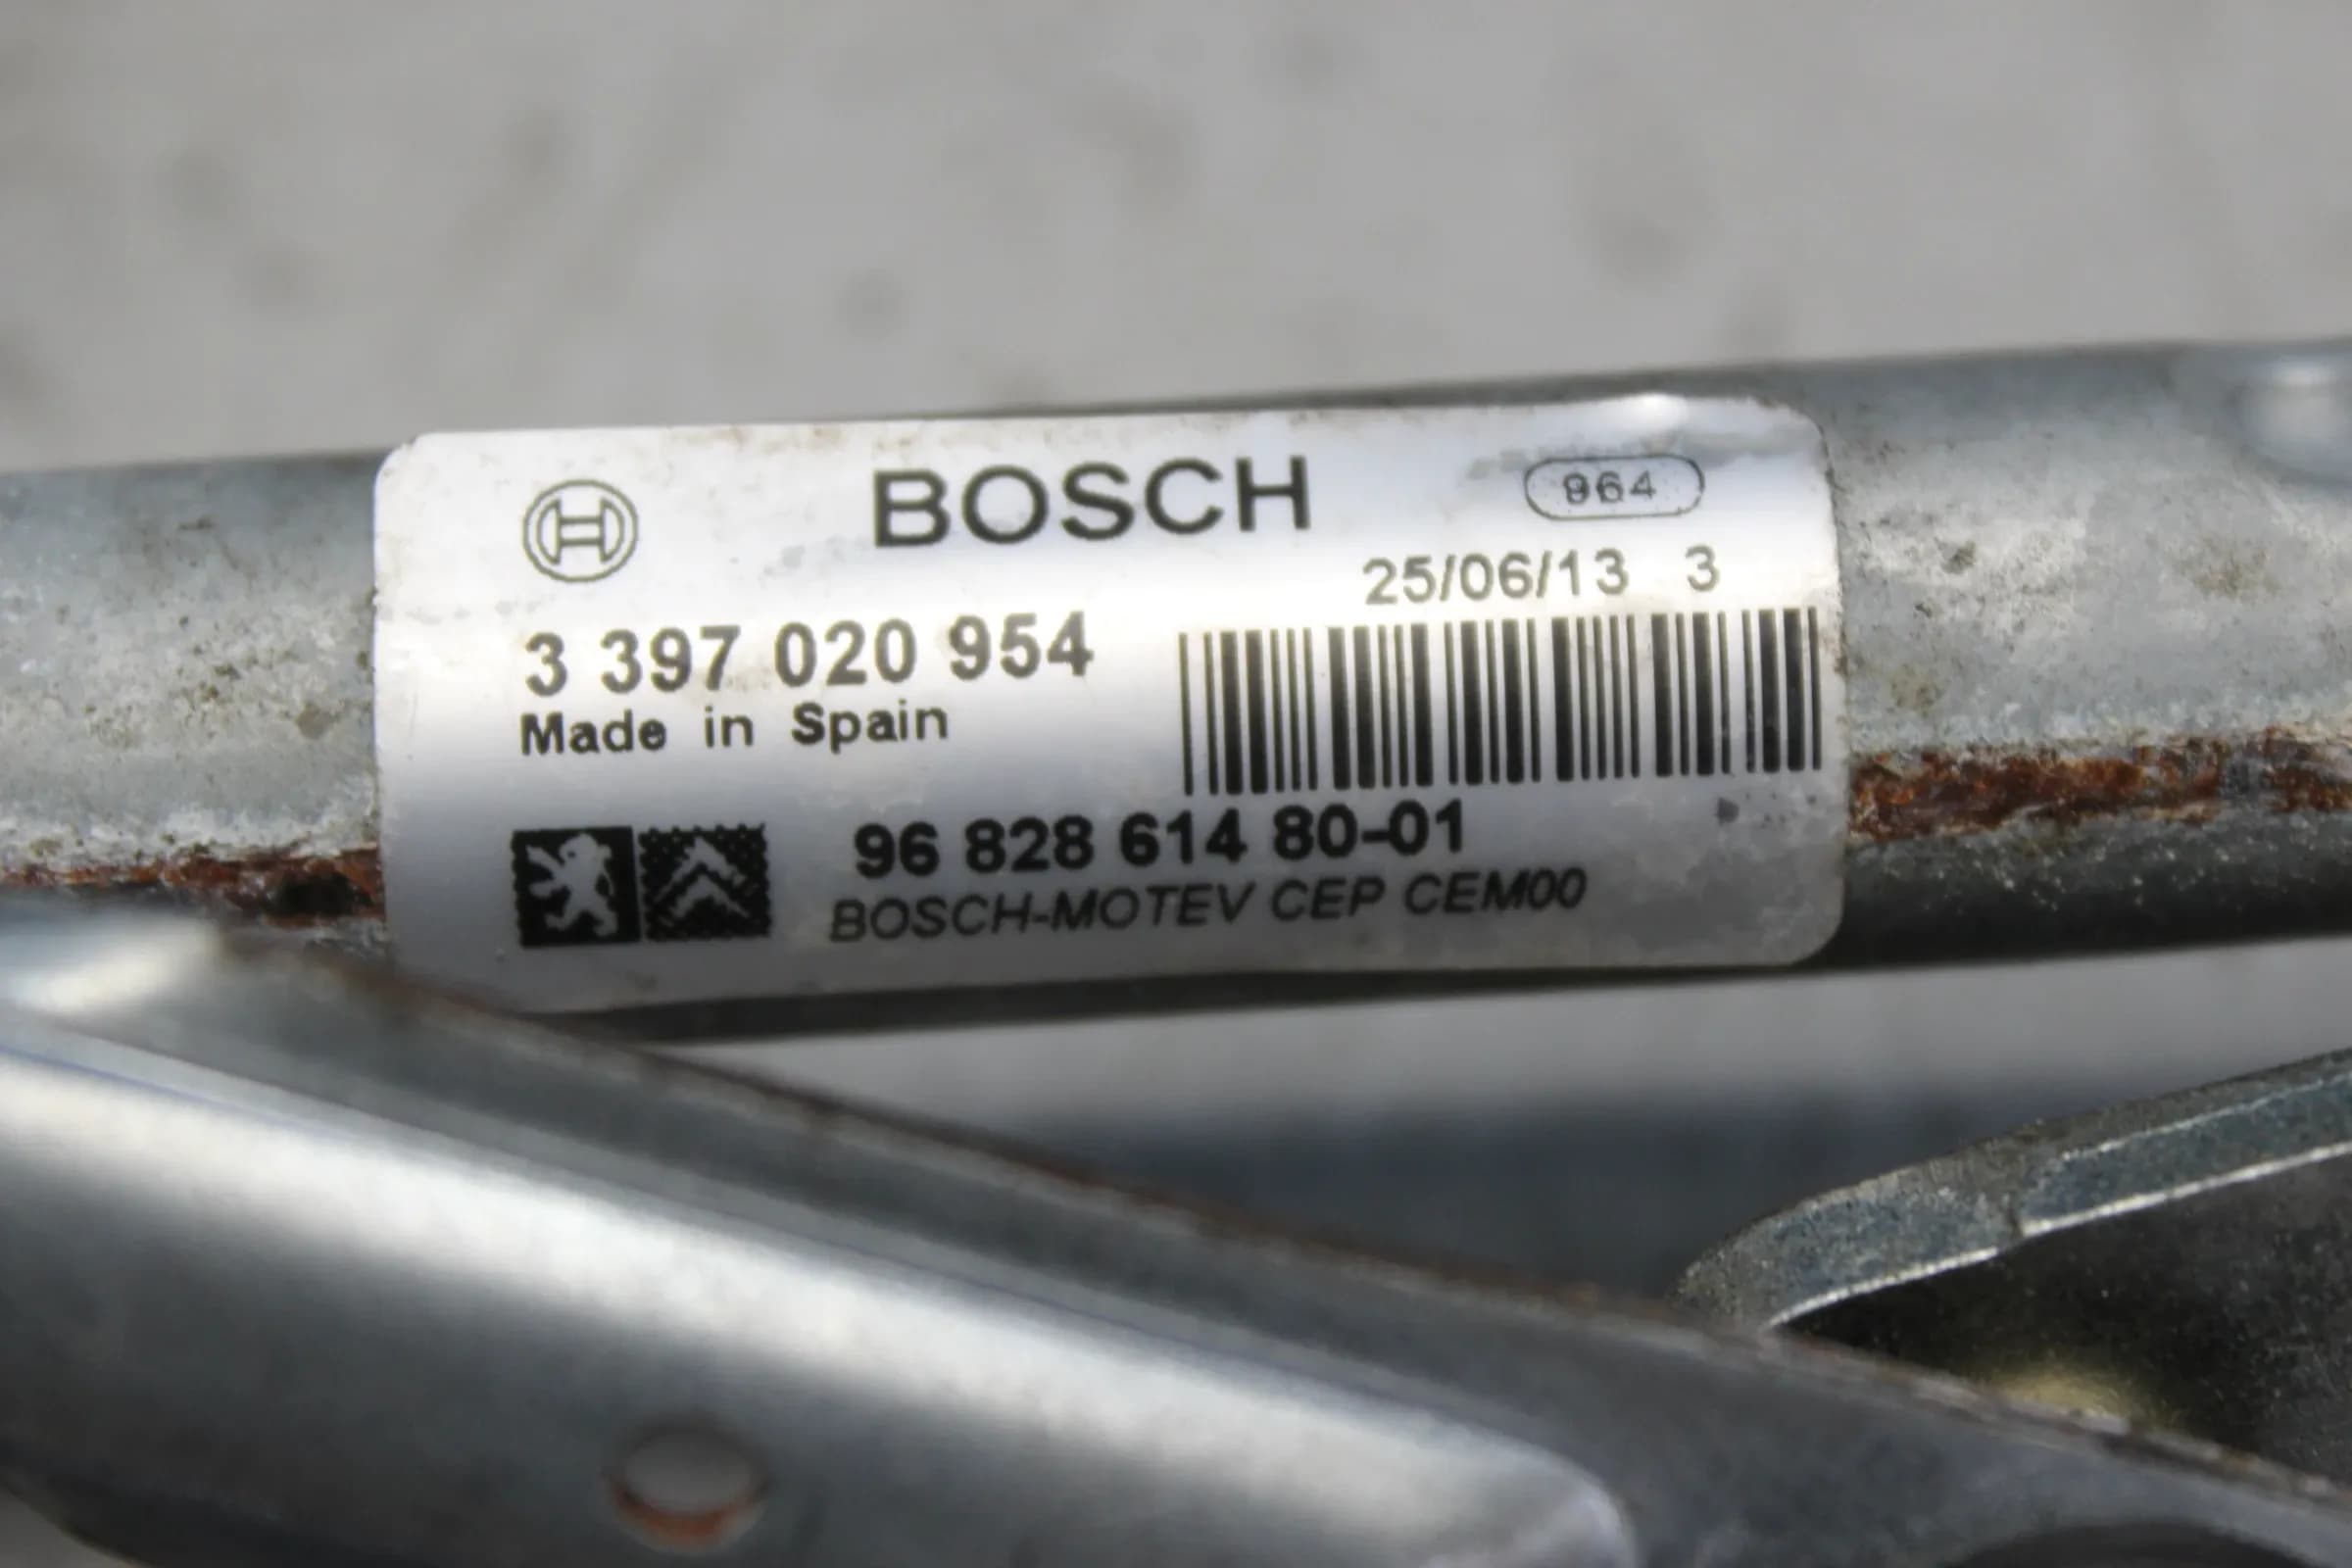 BOSCH
964
25/06/13 3
3 397 020 954
Made in Spain
96 828 614 80-01
BOSCH-MOTEV CEP CEM00